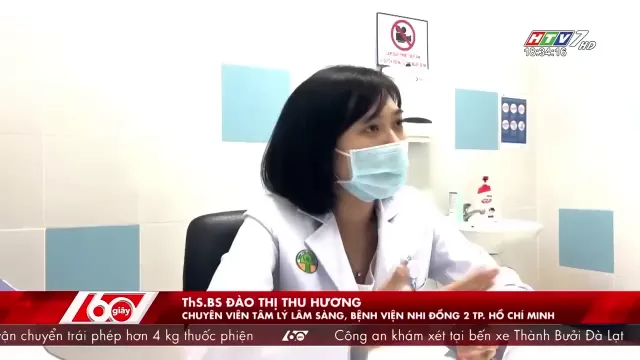 HTV7 HD
18:34:16
ThS.BS ĐÀO THỊ THU HƯƠNG
CHUYÊN VIÊN TÂM LÝ LÂM SÀNG, BỆNH VIỆN NHI ĐỒNG 2 TP. HỒ CHÍ MINH
60 giây
vận chuyển trái phép hơn 4 kg thuốc phiện
Công an khám xét tại bến xe Thành Bưởi Đà Lạt